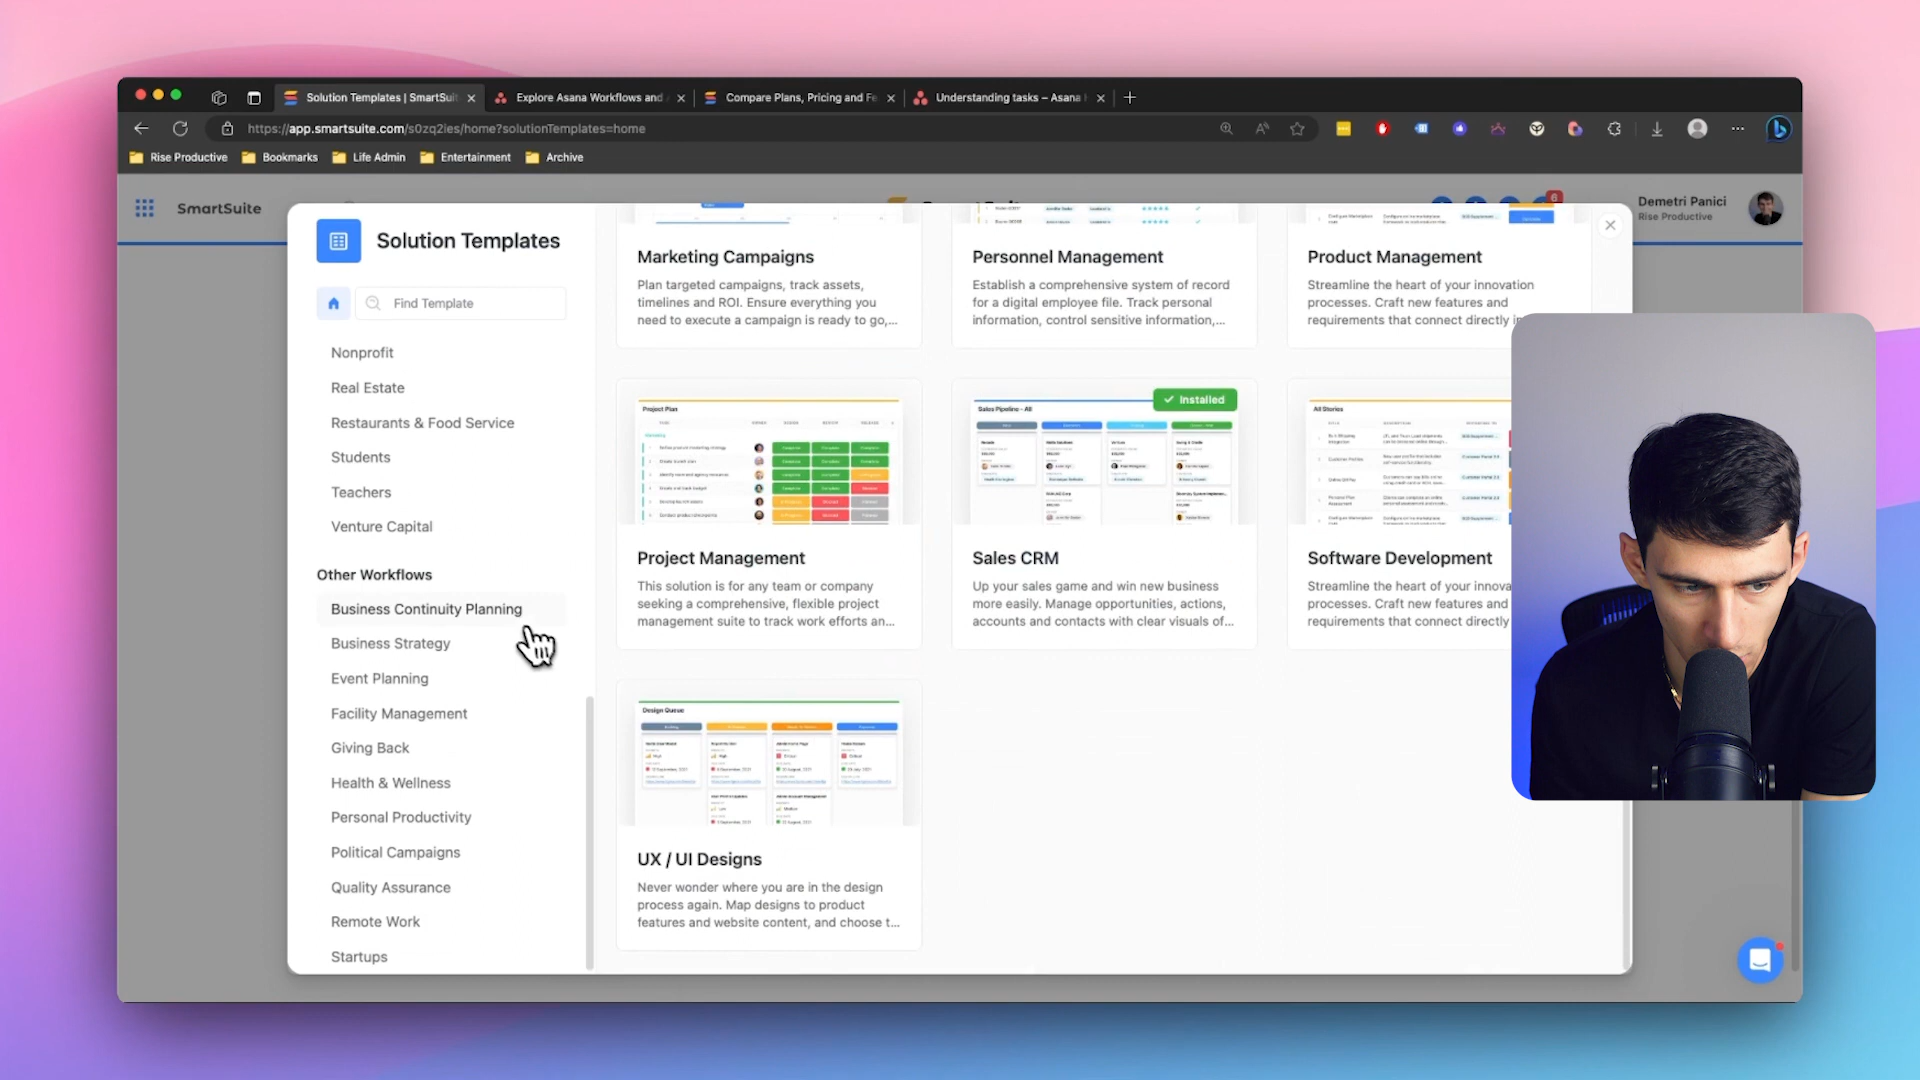 Solution Templates | SmartSuit
Explore Asana Workflows and
Compare Plans, Pricing and Fe
Understanding tasks – Asana
https://app.smartsuite.com/s0zq2ies/home?solutionTemplates=home
Rise Productive
Bookmarks
Life Admin
Entertainment
Archive
SmartSuite
6
Demetri Panici
Rise Productive
Solution Templates
Find Template
Nonprofit
Real Estate
Restaurants & Food Service
Students
Teachers
Venture Capital
Other Workflows
Business Continuity Planning
Business Strategy
Event Planning
Facility Management
Giving Back
Health & Wellness
Personal Productivity
Political Campaigns
Quality Assurance
Remote Work
Startups
Marketing Campaigns
Plan targeted campaigns, track assets,
timelines and ROI. Ensure everything you
need to execute a campaign is ready to go,...
Personnel Management
Establish a comprehensive system of record
for a digital employee file. Track personal
information, control sensitive information,...
Product Management
Streamline the heart of your innovation
processes. Craft new features and
requirements that connect directly
Project Plan
Project Management
This solution is for any team or company
seeking a comprehensive, flexible project
management suite to track work efforts an...
Installed
Sales Pipeline - All
Sales CRM
Up your sales game and win new business
more easily. Manage opportunities, actions,
accounts and contacts with clear visuals of...
All Stories
Software Development
Streamline the heart of your innova
processes. Craft new features and
requirements that connect directly
Design Queue
UX / UI Designs
Never wonder where you are in the design
process again. Map designs to product
features and website content, and choose t...